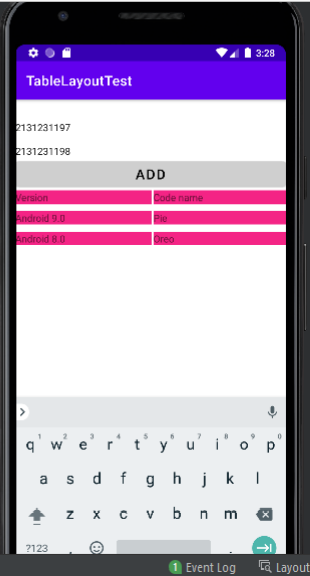 3:28
TableLayoutTest
2131231197
2131231198
ADD
Version Code name
Android 9.0 Pie
Android 8.0 Oreo
q1 w2 e3 r4 t5 y6 u7 i8 o9 p0
a s d f g h j k l
z x c v b n m
?123 , .
1 Event Log Layout